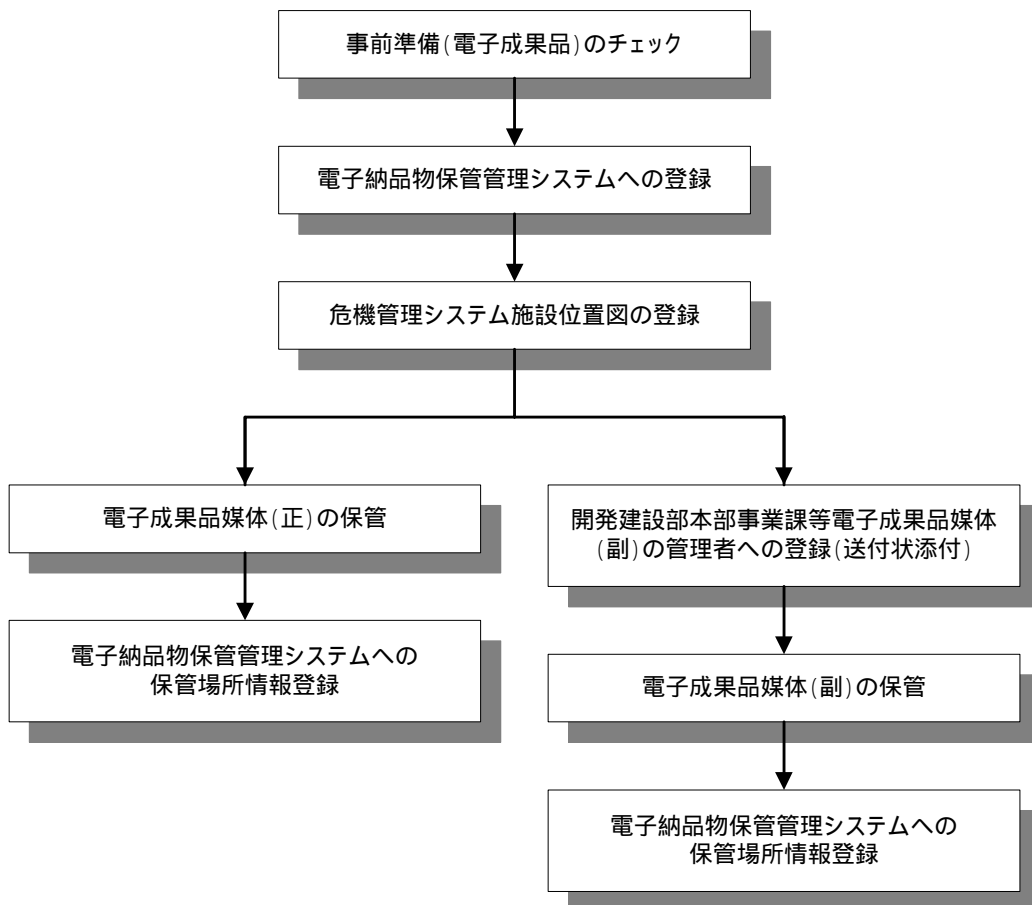 事前準備(電子成果品)のチェック
電子納品物保管管理システムへの登録
危機管理システム施設位置図の登録
電子成果品媒体(正)の保管
電子納品物保管管理システムへの
保管場所情報登録
開発建設部本部事業課等電子成果品媒体
(副)の管理者への登録(送付状添付)
電子成果品媒体(副)の保管
電子納品物保管管理システムへの
保管場所情報登録